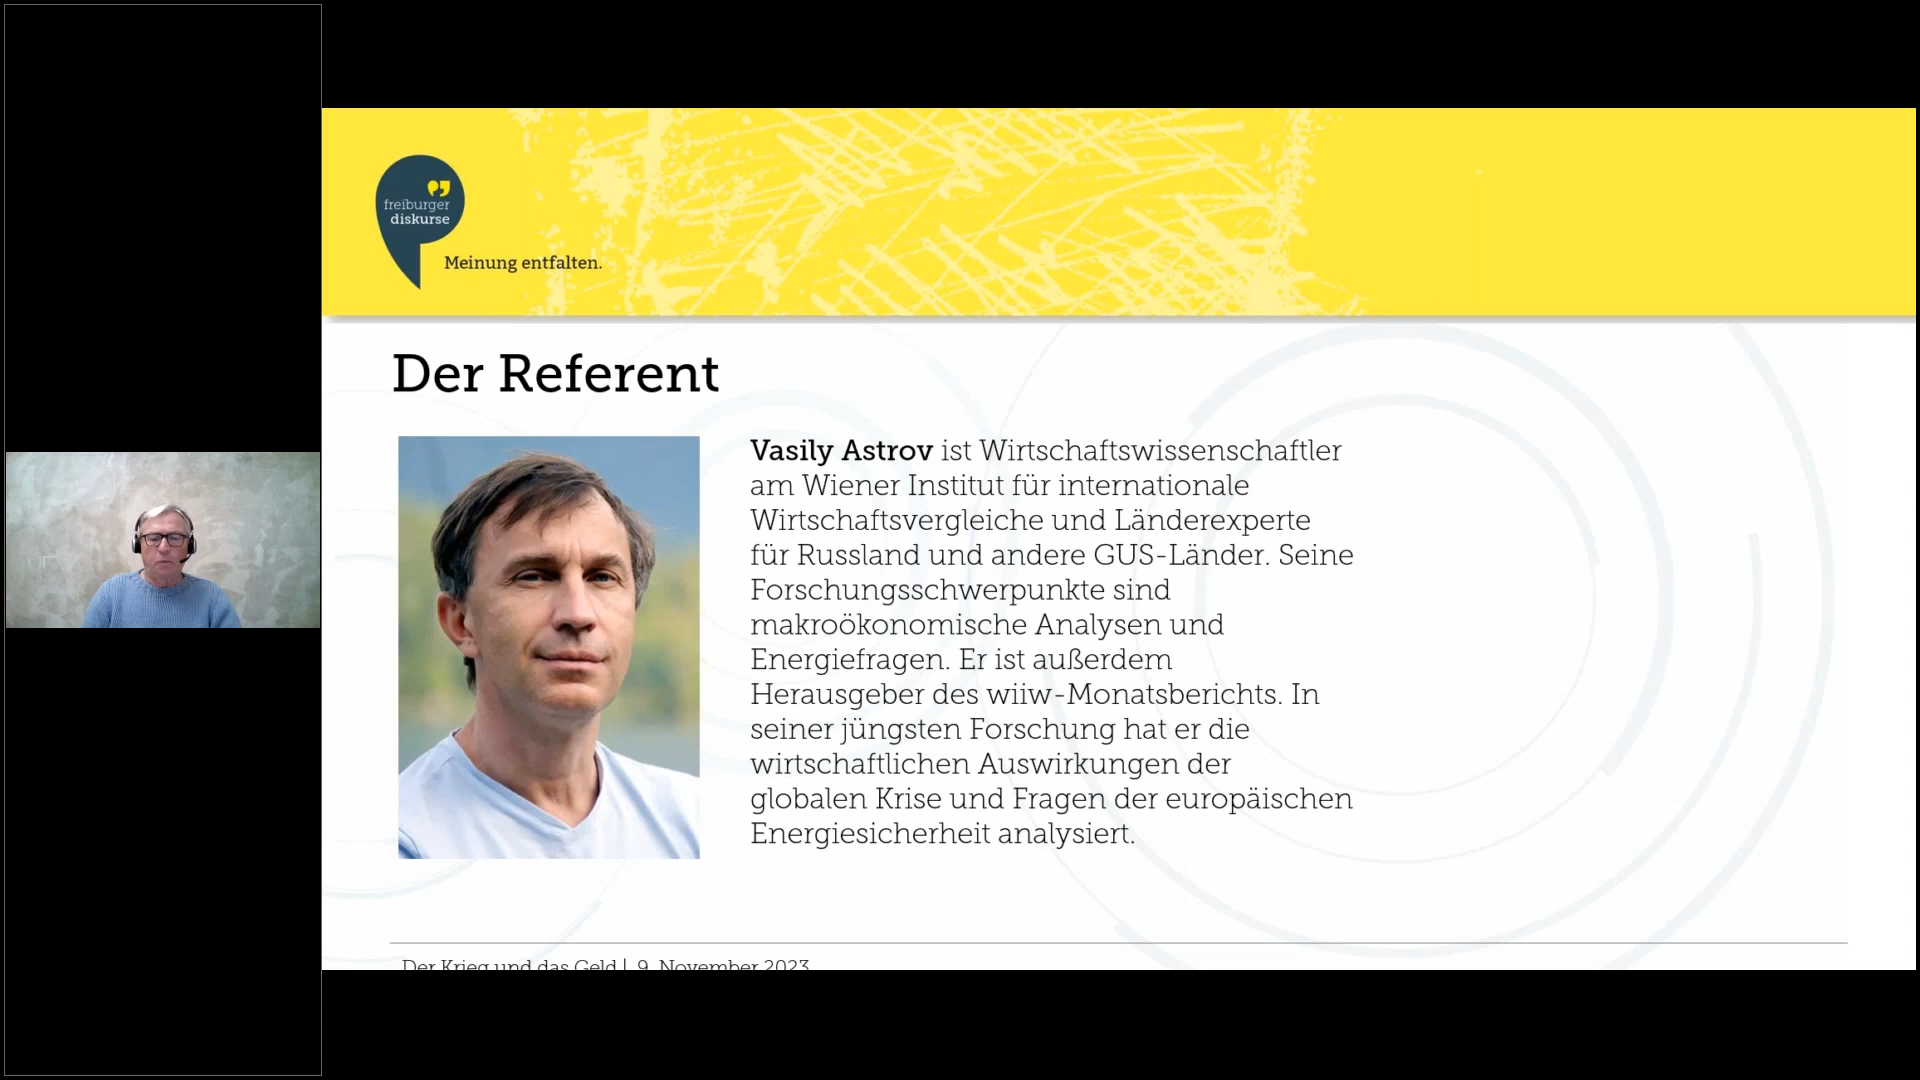 freiburger
diskurse
Meinung entfalten.
Der Referent
Vasily Astrov ist Wirtschaftswissenschaftler
am Wiener Institut für internationale
Wirtschaftsvergleiche und Länderexperte
für Russland und andere GUS-Länder. Seine
Forschungsschwerpunkte sind
makroökonomische Analysen und
Energiefragen. Er ist außerdem
Herausgeber des wiiw-Monatsberichts. In
seiner jüngsten Forschung hat er die
wirtschaftlichen Auswirkungen der
globalen Krise und Fragen der europäischen
Energiesicherheit analysiert.
Der Krieg und das Geld | 9. November 2023